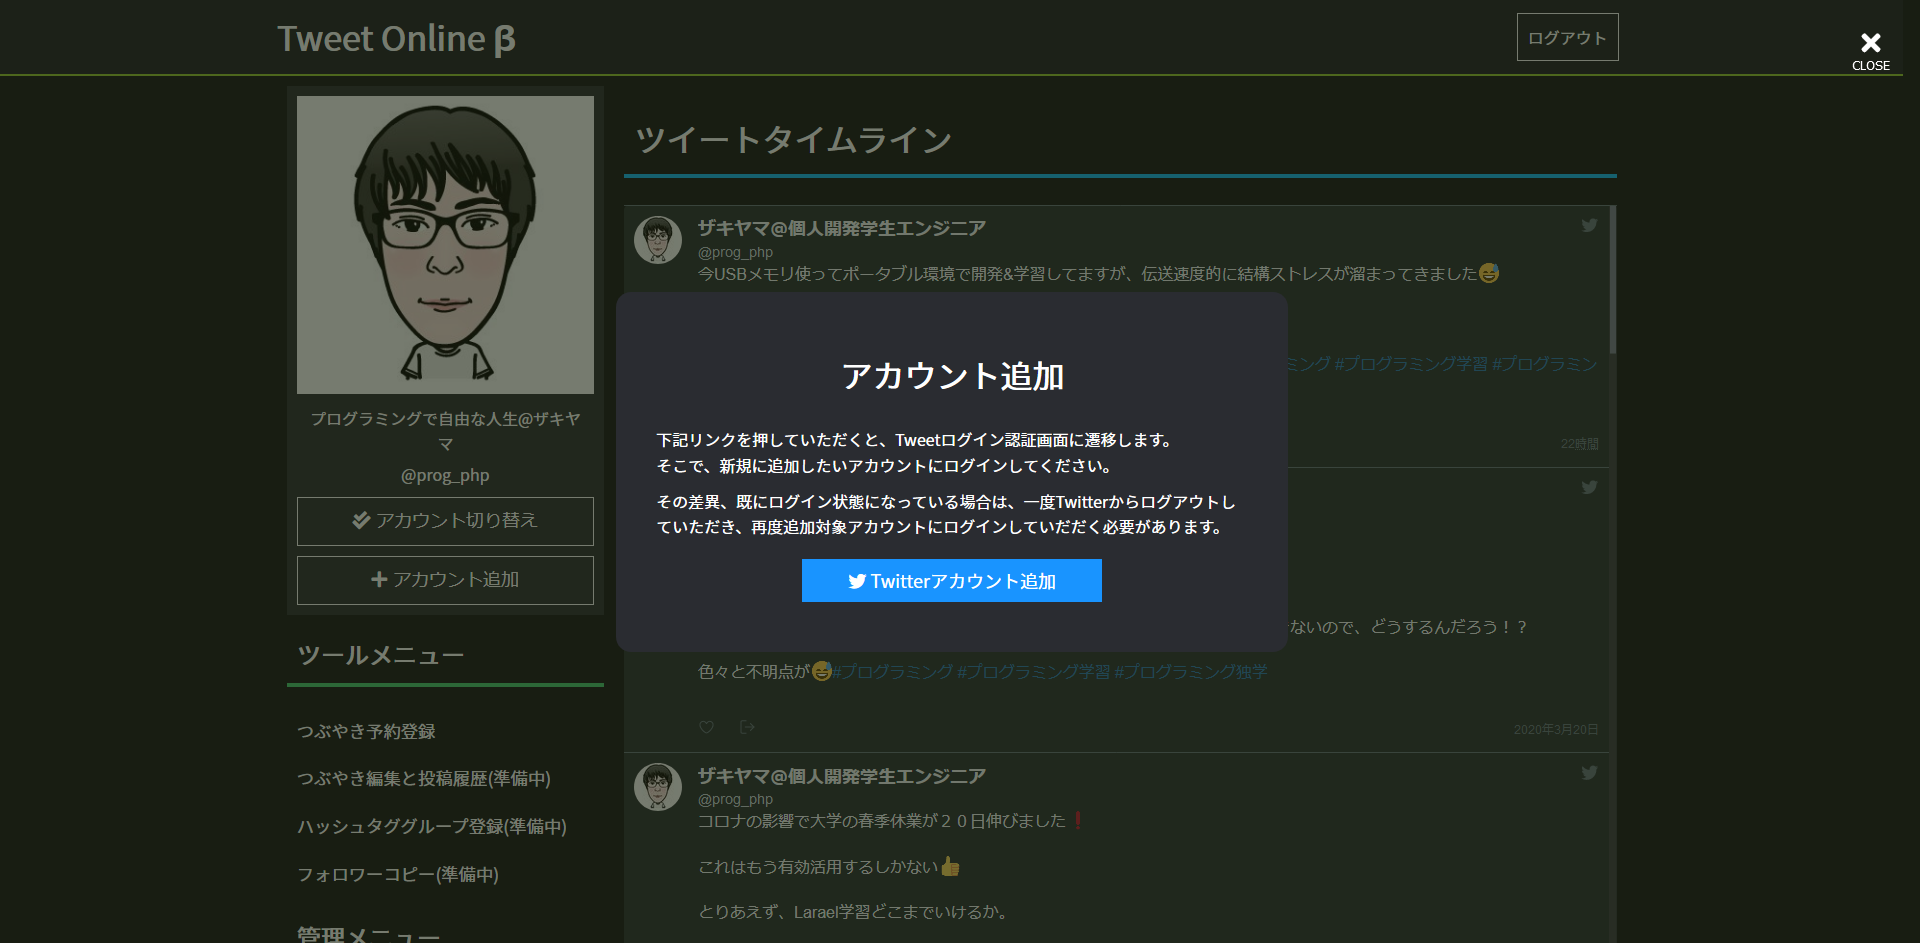 Tweet Online β
ログアウト
CLOSE
プログラミングで自由な人生@ザキヤ
マ
@prog_php
アカウント切り替え
アカウント追加
ツールメニュー
つぶやき予約登録
つぶやき編集と投稿履歴(準備中)
ハッシュタググループ登録(準備中)
フォロワーコピー(準備中)
管理メニュー
ツイートタイムライン
ザキヤマ@個人開発学生エンジニア
@prog_php
今USBメモリ使ってポータブル環境で開発&学習してますが、伝送速度的に結構ストレスが溜まってきました😅
ミング #プログラミング学習 #プログラミン
22時間
アカウント追加
下記リンクを押していただくと、Tweetログイン認証画面に遷移します。
そこで、新規に追加したいアカウントにログインしてください。
その差異、既にログイン状態になっている場合は、一度Twitterからログアウトし
ていただき、再度追加対象アカウントにログインしていだだく必要があります。
Twitterアカウント追加
ないので、どうするんだろう！？
色々と不明点が😅#プログラミング #プログラミング学習 #プログラミング独学
2020年3月20日
ザキヤマ@個人開発学生エンジニア
@prog_php
コロナの影響で大学の春季休業が２０日伸びました❗
これはもう有効活用するしかない👍
とりあえず、Larael学習どこまでいけるか。